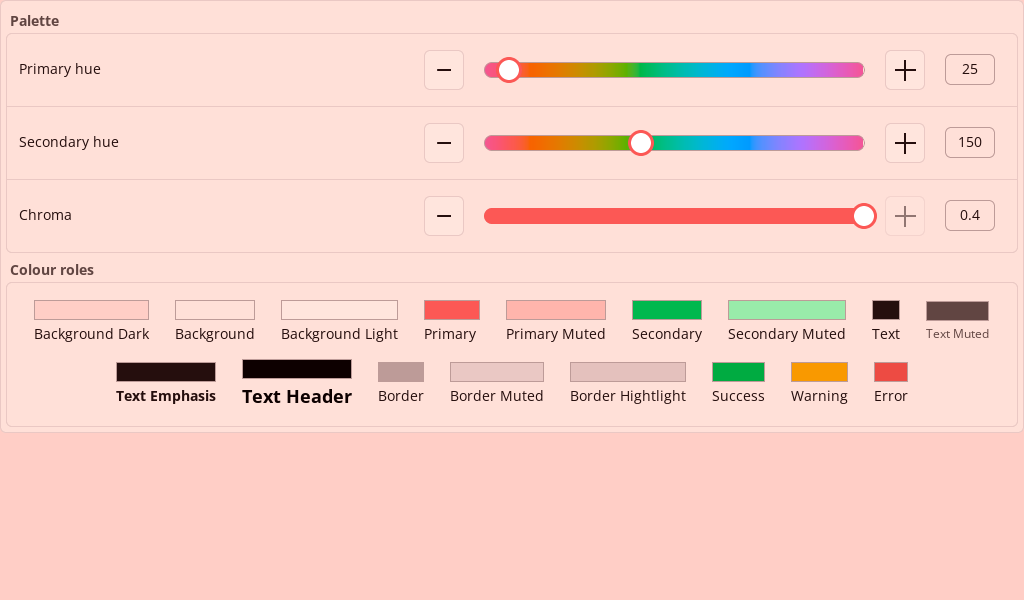 Palette
Primary hue 25
Secondary hue 150
Chroma 0.4
Colour roles
Background Dark Background Background Light Primary Primary Muted Secondary Secondary Muted Text Text Muted
Text Emphasis Text Header Border Border Muted Border Hightlight Success Warning Error